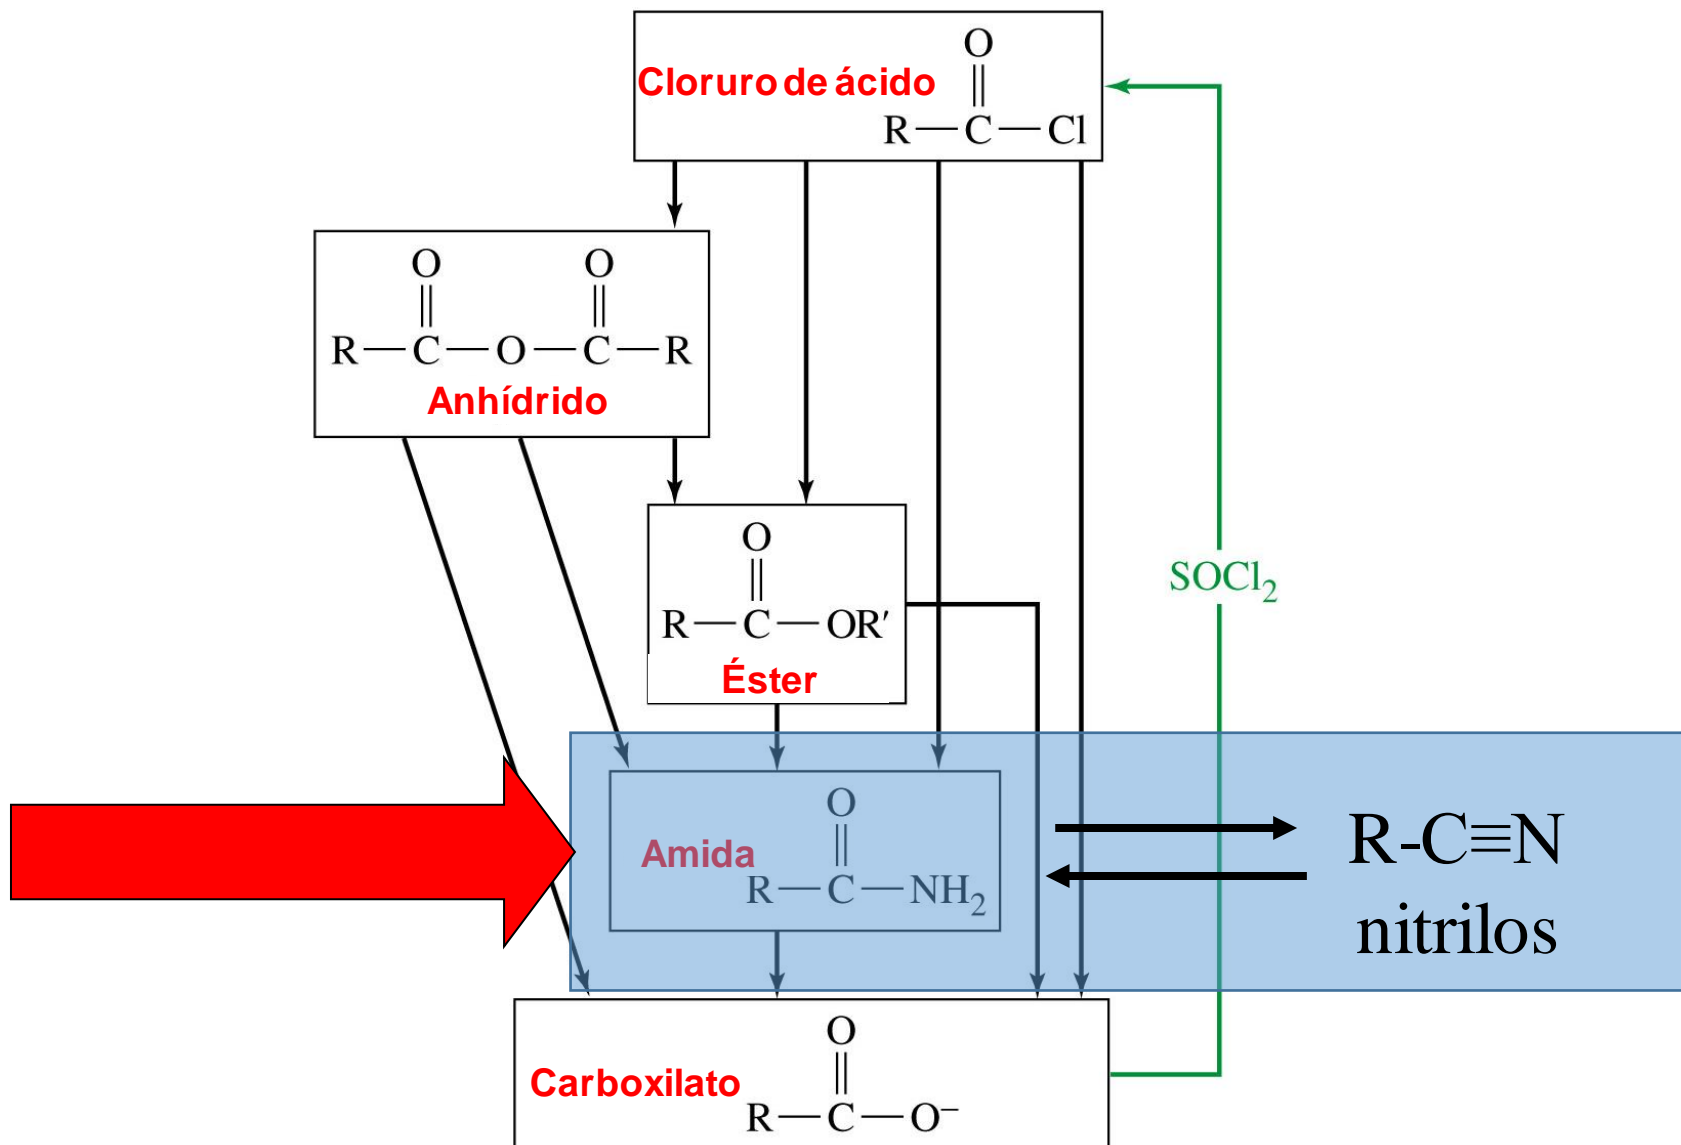 O
Cloruro de ácido
R—C—Cl
O O
R—C—O—C—R
Anhídrido
O
R—C—OR′
Éster
SOCl₂
O
Amida
R—C—NH₂
R-C≡N
nitrilos
O
Carboxilato
R—C—O⁻